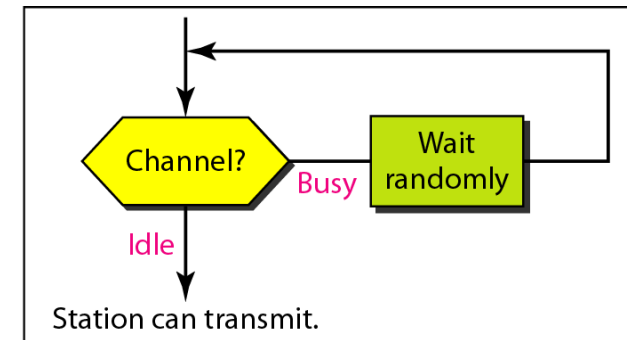 Channel?
Busy
Wait
randomly
Idle
Station can transmit.